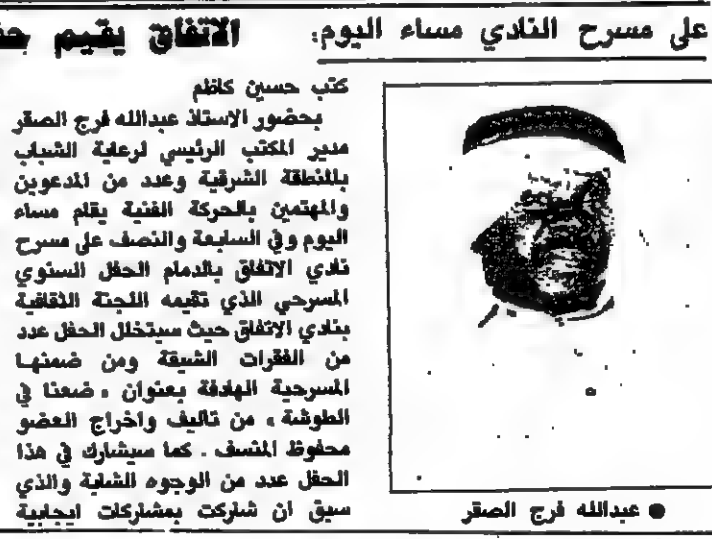 على مسرح النادي مساء اليوم:
الاتفاق يقيم
كتب حسين كاظم
بحضور الاستاذ عبدالله فرج الصقر
مدير المكتب الرئيسي لرعاية الشباب
بالمنطقة الشرقية وعدد من المدعوين
والمهتمين بالحركة الفنية يقام مساء
اليوم وفي السابعة والنصف على مسرح
نادي الاتفاق بالدمام الحفل السنوي
المسرحي الذي تقيمه اللجنة الثقافية
بنادي الاتفاق حيث سيتخلل الحفل عدد
من الفقرات الشيقة ومن ضمنها
المسرحية الهادفة بعنوان « ضعنا في
الطوشة » من تاليف واخراج العضو
محفوظ المنسف . كما سيشارك في هذا
الحفل عدد من الوجوه الشابة والذي
سبق ان شاركت بمشاركات ايجابية
● عبدالله فرج الصقر